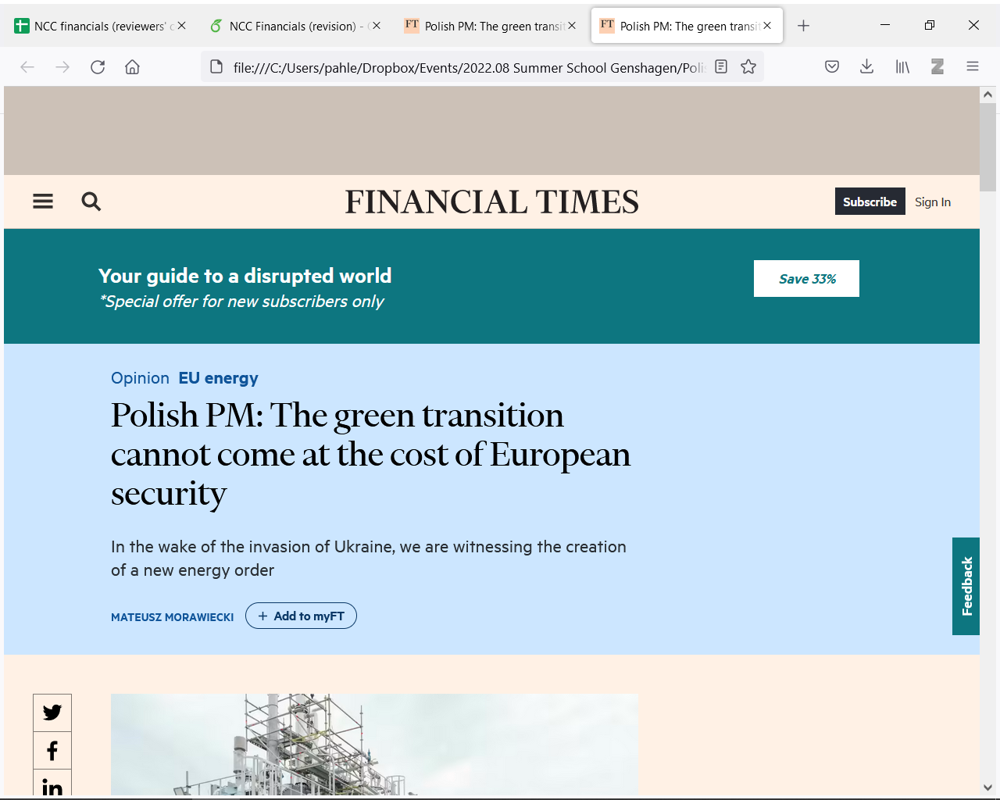 NCC financials (reviewers' c
NCC Financials (revision) -
Polish PM: The green transit
Polish PM: The green transit
file:///C:/Users/pahle/Dropbox/Events/2022.08 Summer School Genshagen/Poli
FINANCIAL TIMES
Subscribe
Sign In
Your guide to a disrupted world
*Special offer for new subscribers only
Save 33%
Opinion EU energy
Polish PM: The green transition
cannot come at the cost of European
security
In the wake of the invasion of Ukraine, we are witnessing the creation
of a new energy order
MATEUSZ MORAWIECKI
+ Add to myFT
Feedback